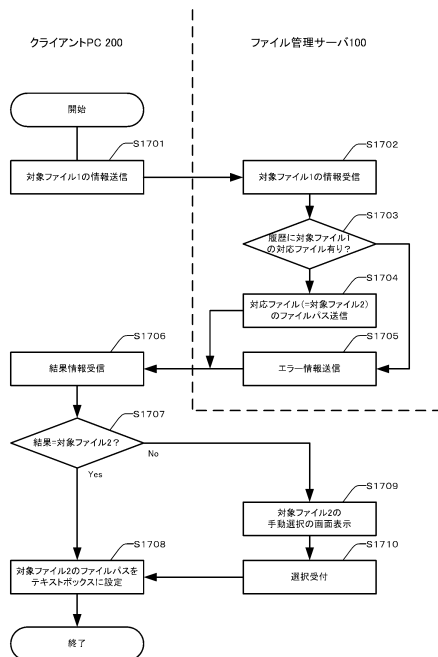 クライアントPC 200
ファイル管理サーバ100
開始
S1701
対象ファイル1の情報送信
S1702
対象ファイル1の情報受信
S1703
履歴に対象ファイル1
の対応ファイル有り?
S1704
対応ファイル(=対象ファイル2)
のファイルパス送信
S1705
エラー情報送信
S1706
結果情報受信
S1707
結果=対象ファイル2?
No
Yes
S1709
対象ファイル2の
手動選択の画面表示
S1710
選択受付
S1708
対象ファイル2のファイルパスを
テキストボックスに設定
終了